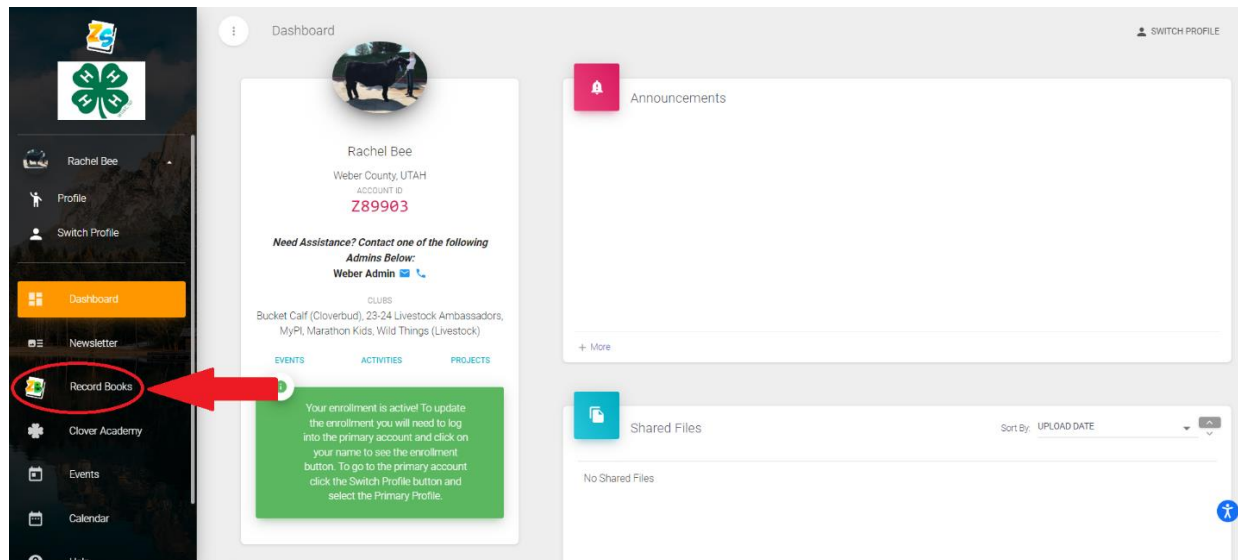 ZS
H H
H H
Rachel Bee
Profile
Switch Profile
Dashboard
Newsletter
ZB
Record Books
Clover Academy
Events
Calendar
Dashboard
SWITCH PROFILE
Rachel Bee
Weber County, UTAH
ACCOUNT ID
Z89903
Need Assistance? Contact one of the following
Admins Below:
Weber Admin
CLUBS
Bucket Calf (Cloverbud), 23-24 Livestock Ambassadors,
MyPI, Marathon Kids, Wild Things (Livestock)
EVENTS ACTIVITIES PROJECTS
Your enrollment is active! To update
the enrollment you will need to log
into the primary account and click on
your name to see the enrollment
button. To go to the primary account
click the Switch Profile button and
select the Primary Profile.
Announcements
+ More
Shared Files
Sort By: UPLOAD DATE
No Shared Files